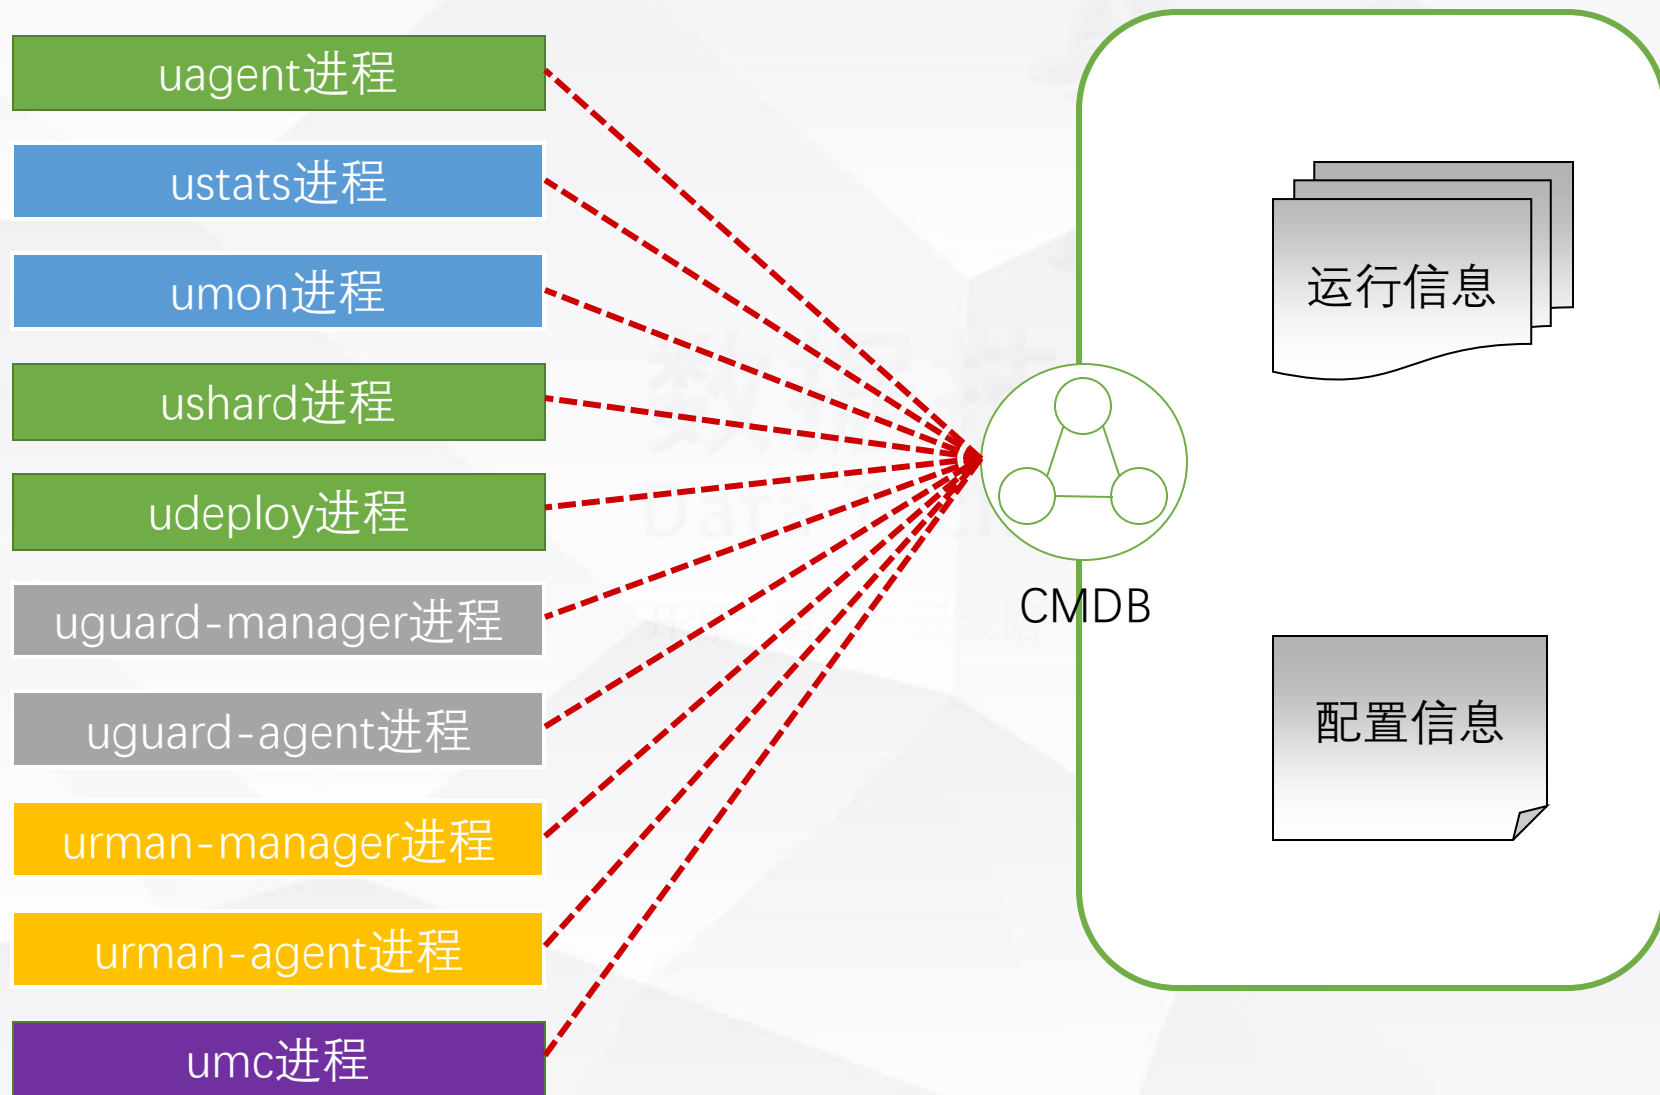 uagent进程
ustats进程
umon进程
ushard进程
udeploy进程
uguard-manager进程
uguard-agent进程
urman-manager进程
urman-agent进程
umc进程
CMDB
运行信息
配置信息